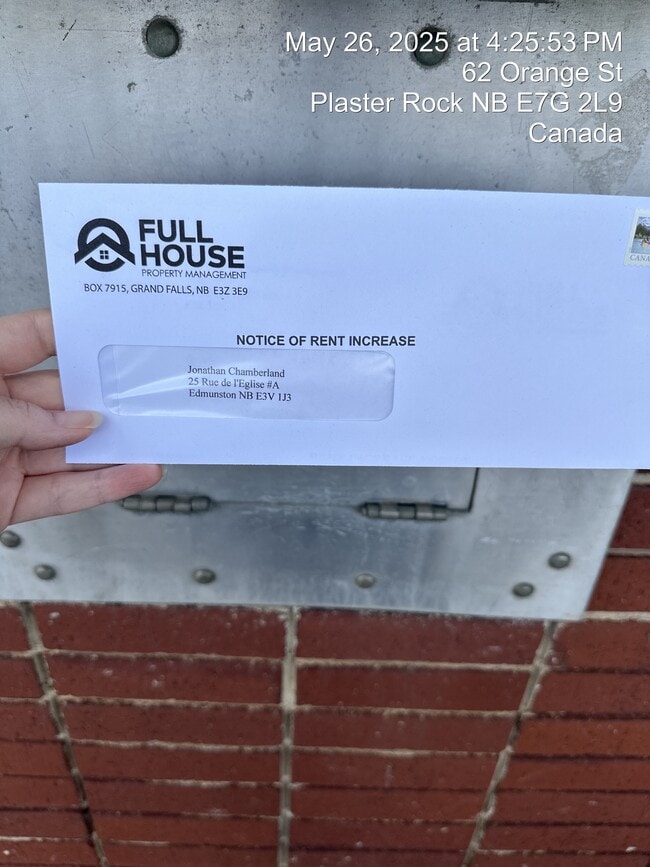 May 26, 2025 at 4:25:53 PM
62 Orange St
Plaster Rock NB E7G 2L9
Canada
FULL
HOUSE
PROPERTY MANAGEMENT
BOX 7915, GRAND FALLS, NB E3Z 3E9
NOTICE OF RENT INCREASE
Jonathan Chamberland
25 Rue de l'Eglise #A
Edmunston NB E3V 1J3
CANA